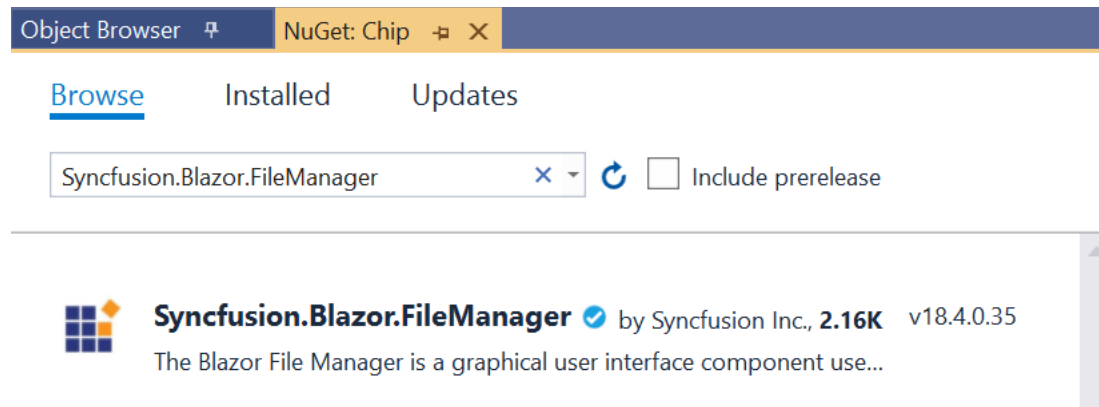 Object Browser NuGet: Chip
Browse Installed Updates
Syncfusion.Blazor.FileManager Include prerelease
Syncfusion.Blazor.FileManager by Syncfusion Inc., 2.16K v18.4.0.35
The Blazor File Manager is a graphical user interface component use...